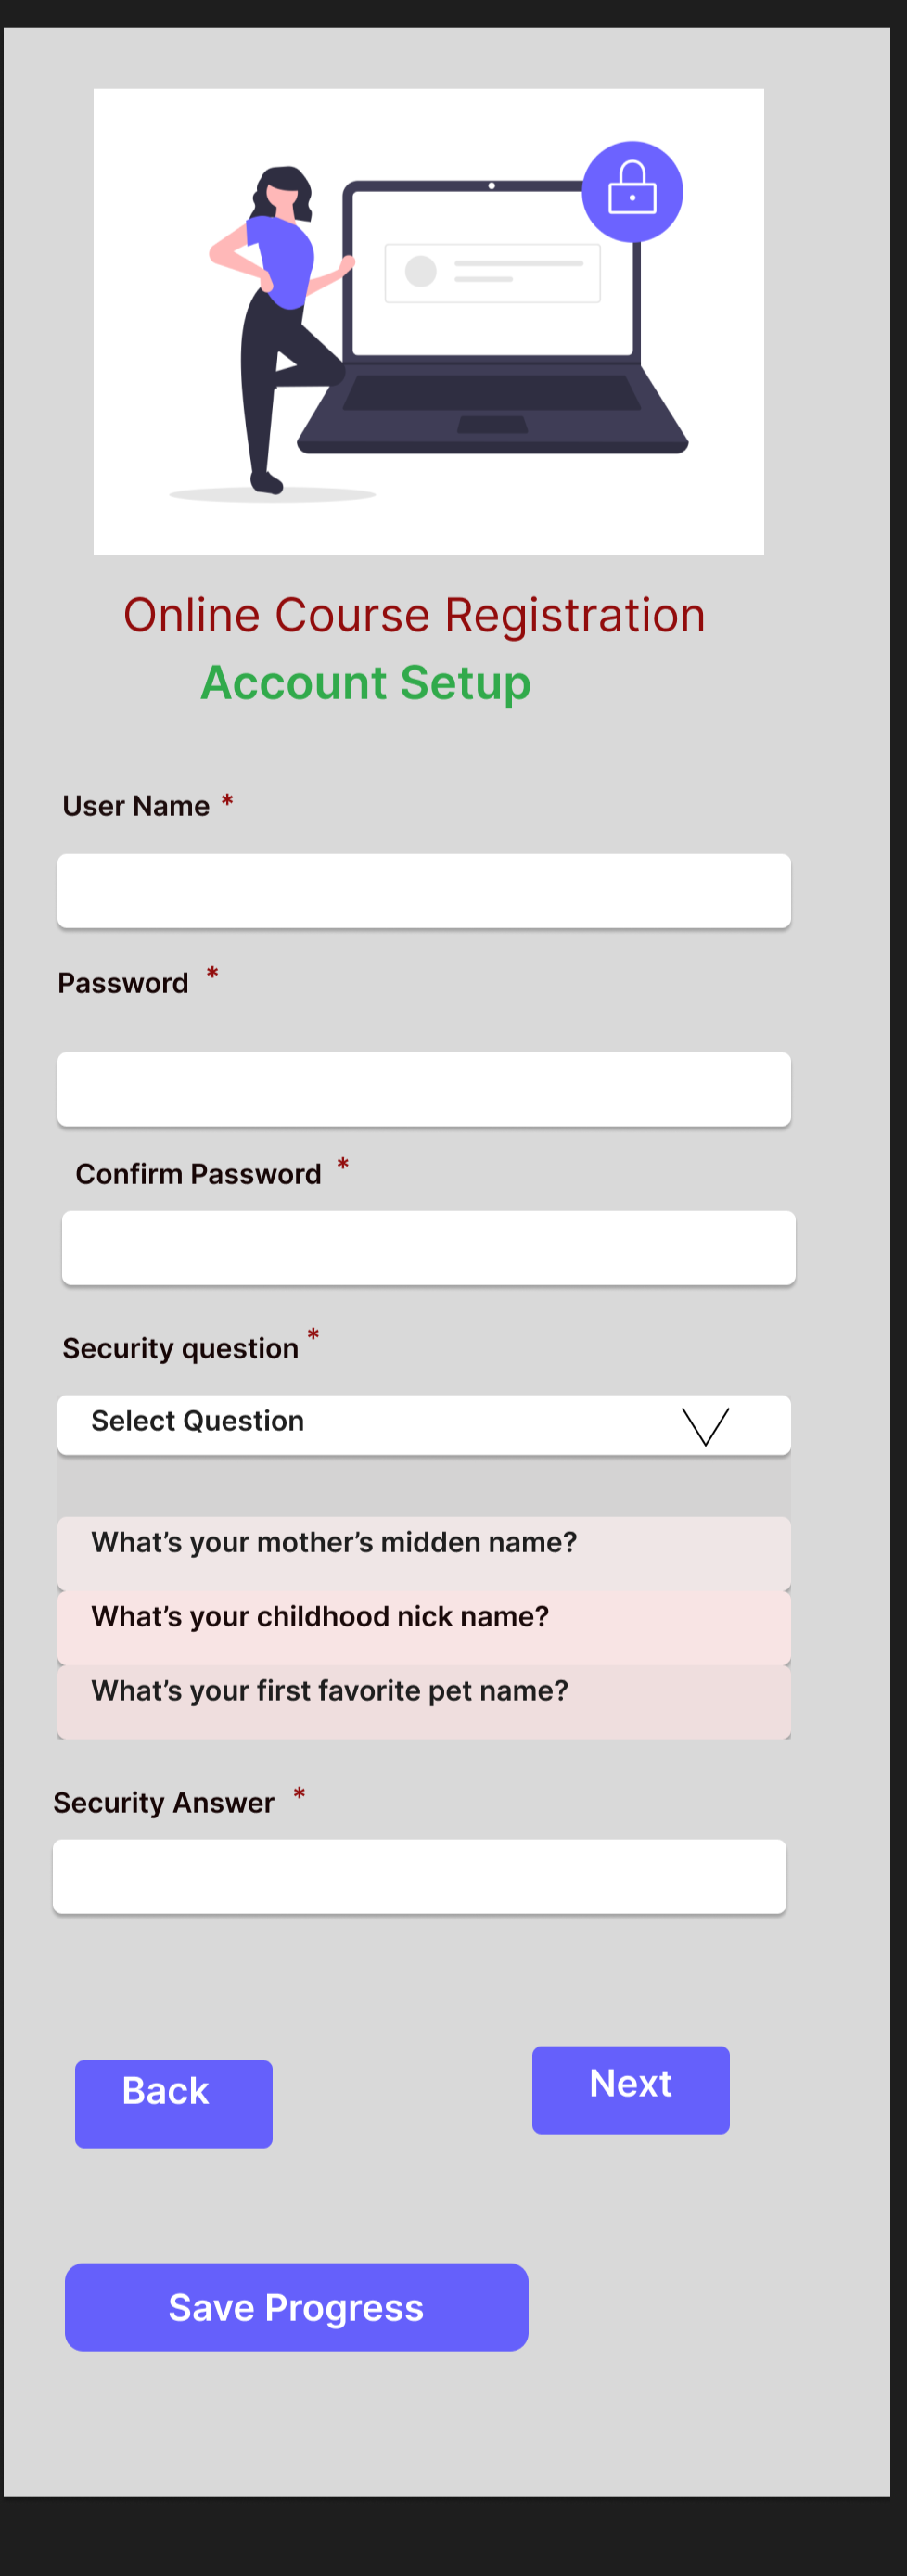 Online Course Registration
Account Setup
User Name *
Password *
Confirm Password *
Security question *
Select Question
What’s your mother’s midden name?
What’s your childhood nick name?
What’s your first favorite pet name?
Security Answer *
Back
Next
Save Progress